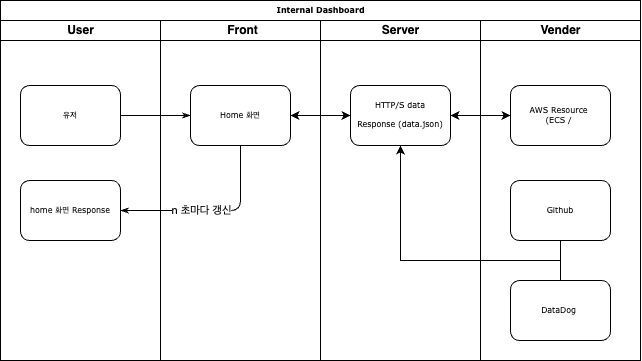 Internal Dashboard
User
Front
Server
Vender
유저
Home 화면
HTTP/S data
Response (data.json)
AWS Resource
(ECS /
home 화면 Response
n 초마다 갱신
Github
DataDog